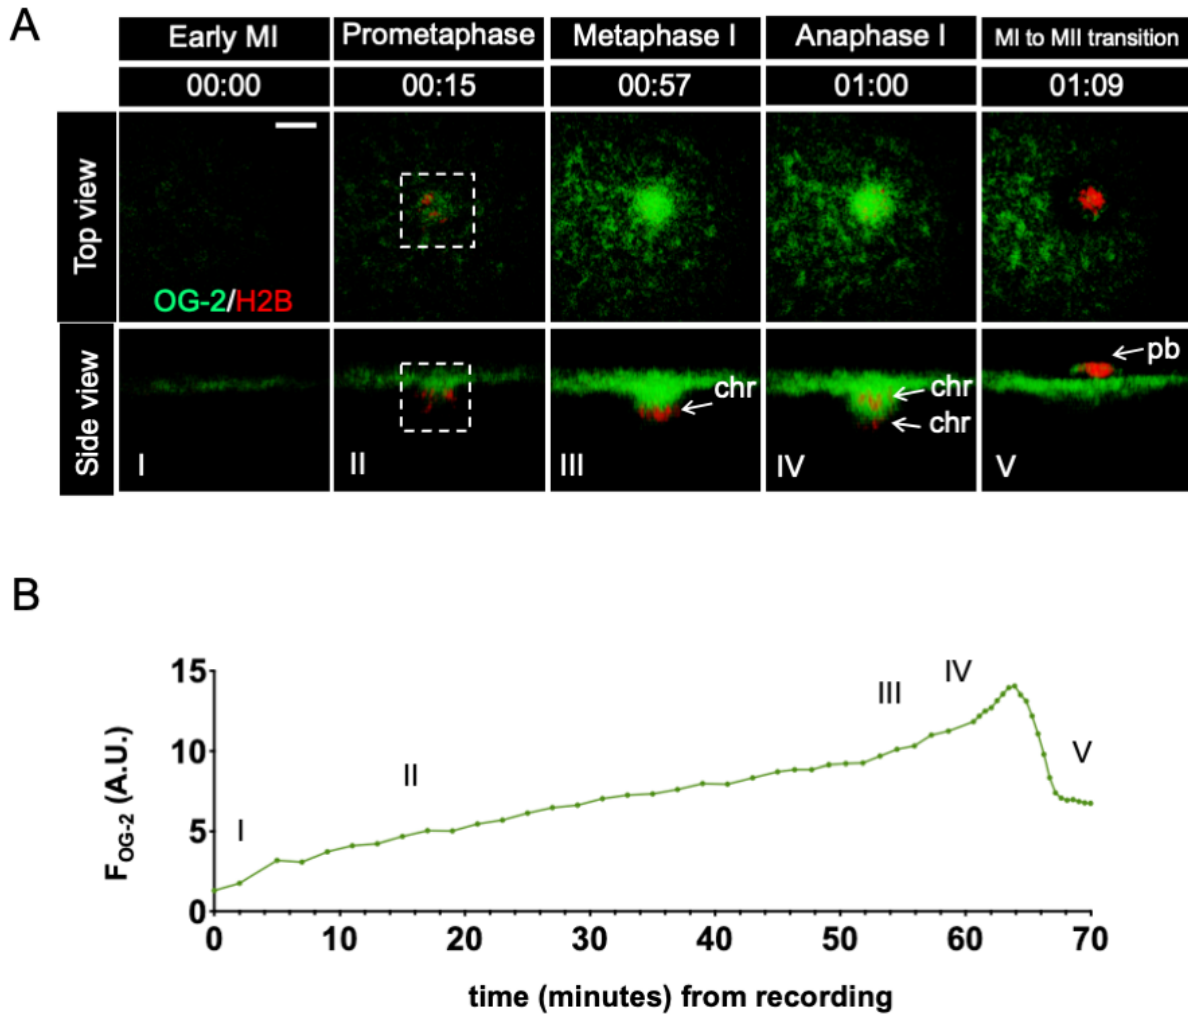 A
Early MI
Prometaphase
Metaphase I
Anaphase I
MI to MII transition
00:00
00:15
00:57
01:00
01:09
Top view
OG-2/H2B
Side view
I
II
III
chr
IV
chr
chr
V
pb
B
F_OG-2 (A.U.)
15
10
5
0
I
II
III
IV
V
0
10
20
30
40
50
60
70
time (minutes) from recording